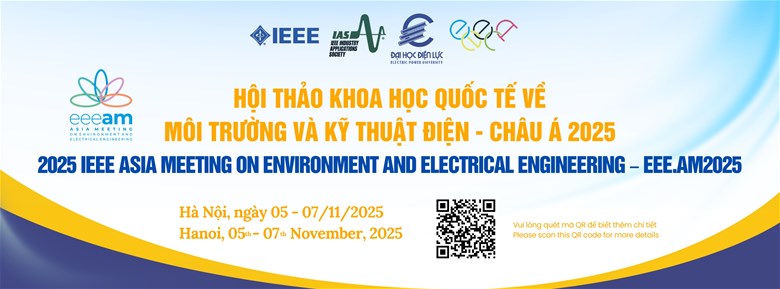 IEEE
IAS
IEEE INDUSTRY
APPLICATIONS
SOCIETY
ĐẠI HỌC ĐIỆN LỰC
ELECTRIC POWER UNIVERSITY
eeeam
ASIA MEETING
ON ENVIRONMENT AND
ELECTRICAL ENGINEERING
HỘI THẢO KHOA HỌC QUỐC TẾ VỀ
MÔI TRƯỜNG VÀ KỸ THUẬT ĐIỆN - CHÂU Á 2025
2025 IEEE ASIA MEETING ON ENVIRONMENT AND ELECTRICAL ENGINEERING – EEE.AM2025
Hà Nội, ngày 05 - 07/11/2025
Hanoi, 05th - 07th November, 2025
Vui lòng quét mã QR để biết thêm chi tiết
Please scan this QR code for more details